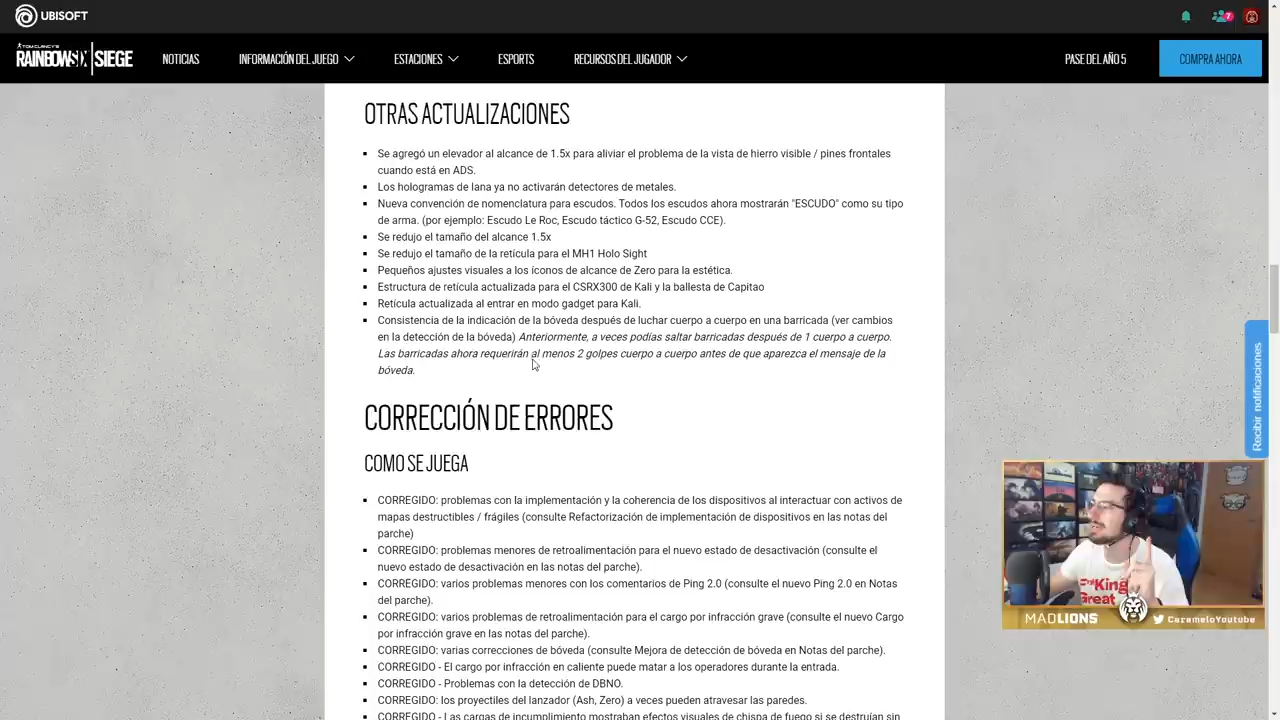 UBISOFT
7
TOM CLANCY'S
RAINBOW SIX | SIEGE
NOTICIAS
INFORMACIÓN DEL JUEGO
ESTACIONES
ESPORTS
RECURSOS DEL JUGADOR
PASE DEL AÑO 5
COMPRA AHORA
OTRAS ACTUALIZACIONES
Se agregó un elevador al alcance de 1.5x para aliviar el problema de la vista de hierro visible / pines frontales
cuando está en ADS.
Los hologramas de lana ya no activarán detectores de metales.
Nueva convención de nomenclatura para escudos. Todos los escudos ahora mostrarán "ESCUDO" como su tipo
de arma. (por ejemplo: Escudo Le Roc, Escudo táctico G-52, Escudo CCE).
Se redujo el tamaño del alcance 1.5x
Se redujo el tamaño de la retícula para el MH1 Holo Sight
Pequeños ajustes visuales a los íconos de alcance de Zero para la estética.
Estructura de retícula actualizada para el CSRX300 de Kali y la ballesta de Capitao
Retícula actualizada al entrar en modo gadget para Kali.
Consistencia de la indicación de la bóveda después de luchar cuerpo a cuerpo en una barricada (ver cambios
en la detección de la bóveda) Anteriormente, a veces podías saltar barricadas después de 1 cuerpo a cuerpo.
Las barricadas ahora requerirán al menos 2 golpes cuerpo a cuerpo antes de que aparezca el mensaje de la
bóveda.
Recibir notificaciones
CORRECCIÓN DE ERRORES
COMO SE JUEGA
CORREGIDO: problemas con la implementación y la coherencia de los dispositivos al interactuar con activos de
mapas destructibles / frágiles (consulte Refactorización de implementación de dispositivos en las notas del
parche)
CORREGIDO: problemas menores de retroalimentación para el nuevo estado de desactivación (consulte el
nuevo estado de desactivación en las notas del parche).
CORREGIDO: varios problemas menores con los comentarios de Ping 2.0 (consulte el nuevo Ping 2.0 en Notas
del parche).
CORREGIDO: varios problemas de retroalimentación para el cargo por infracción grave (consulte el nuevo Cargo
por infracción grave en las notas del parche).
CORREGIDO: varias correcciones de bóveda (consulte Mejora de detección de bóveda en Notas del parche).
CORREGIDO - El cargo por infracción en caliente puede matar a los operadores durante la entrada.
CORREGIDO - Problemas con la detección de DBNO.
CORREGIDO: los proyectiles del lanzador (Ash, Zero) a veces pueden atravesar las paredes.
CORREGIDO - Las cargas de incumplimiento mostraban efectos visuales de chispa de fuego si se destruían sin
King
Great
MADLIONS
CarameloYoutube